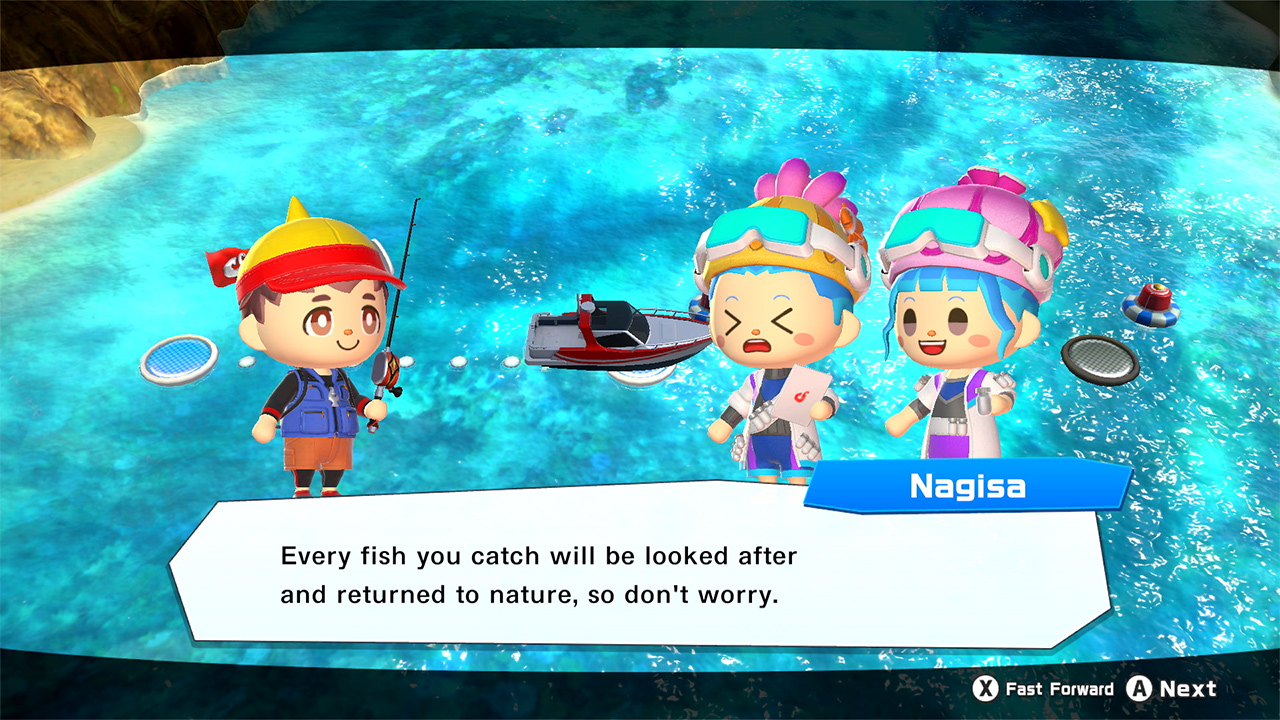 Nagisa
Every fish you catch will be looked after
and returned to nature, so don't worry.
X Fast Forward A Next